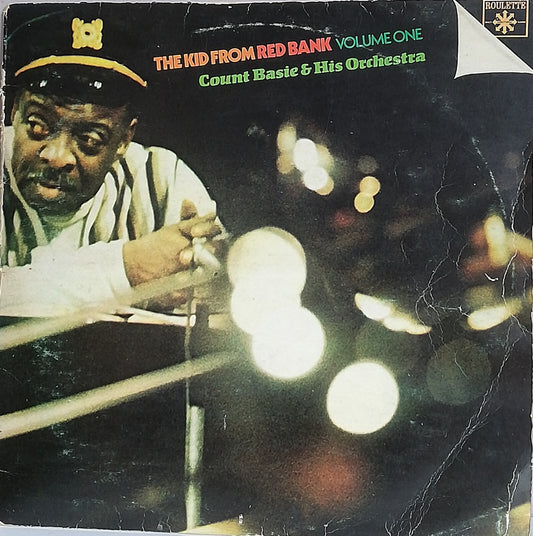 ROULETTE
THE KID FROM RED BANK VOLUME ONE
Count Basie & His Orchestra